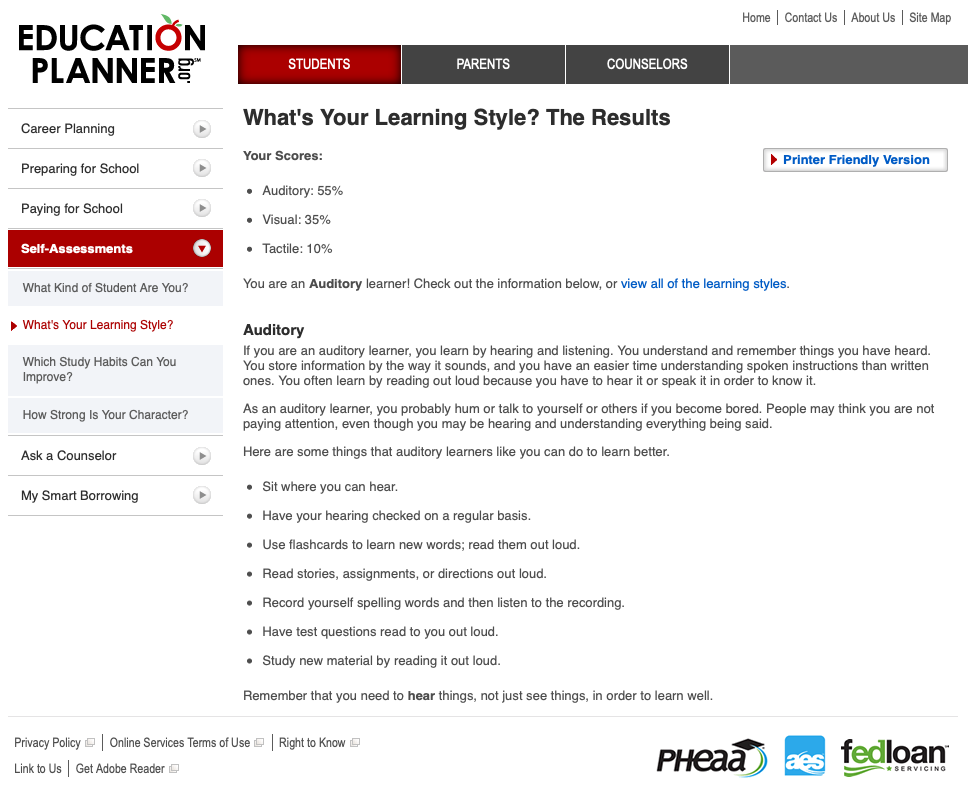 EDUCATION
PLANNER.org℠
Home | Contact Us | About Us | Site Map
STUDENTS
PARENTS
COUNSELORS
Career Planning
Preparing for School
Paying for School
Self-Assessments
What Kind of Student Are You?
What's Your Learning Style?
Which Study Habits Can You
Improve?
How Strong Is Your Character?
Ask a Counselor
My Smart Borrowing
What's Your Learning Style? The Results
Your Scores:
Printer Friendly Version
• Auditory: 55%
• Visual: 35%
• Tactile: 10%
You are an Auditory learner! Check out the information below, or view all of the learning styles.
Auditory
If you are an auditory learner, you learn by hearing and listening. You understand and remember things you have heard.
You store information by the way it sounds, and you have an easier time understanding spoken instructions than written
ones. You often learn by reading out loud because you have to hear it or speak it in order to know it.
As an auditory learner, you probably hum or talk to yourself or others if you become bored. People may think you are not
paying attention, even though you may be hearing and understanding everything being said.
Here are some things that auditory learners like you can do to learn better.
• Sit where you can hear.
• Have your hearing checked on a regular basis.
• Use flashcards to learn new words; read them out loud.
• Read stories, assignments, or directions out loud.
• Record yourself spelling words and then listen to the recording.
• Have test questions read to you out loud.
• Study new material by reading it out loud.
Remember that you need to hear things, not just see things, in order to learn well.
Privacy Policy | Online Services Terms of Use | Right to Know
Link to Us | Get Adobe Reader
PHEAA
aes
fedloan™
SERVICING